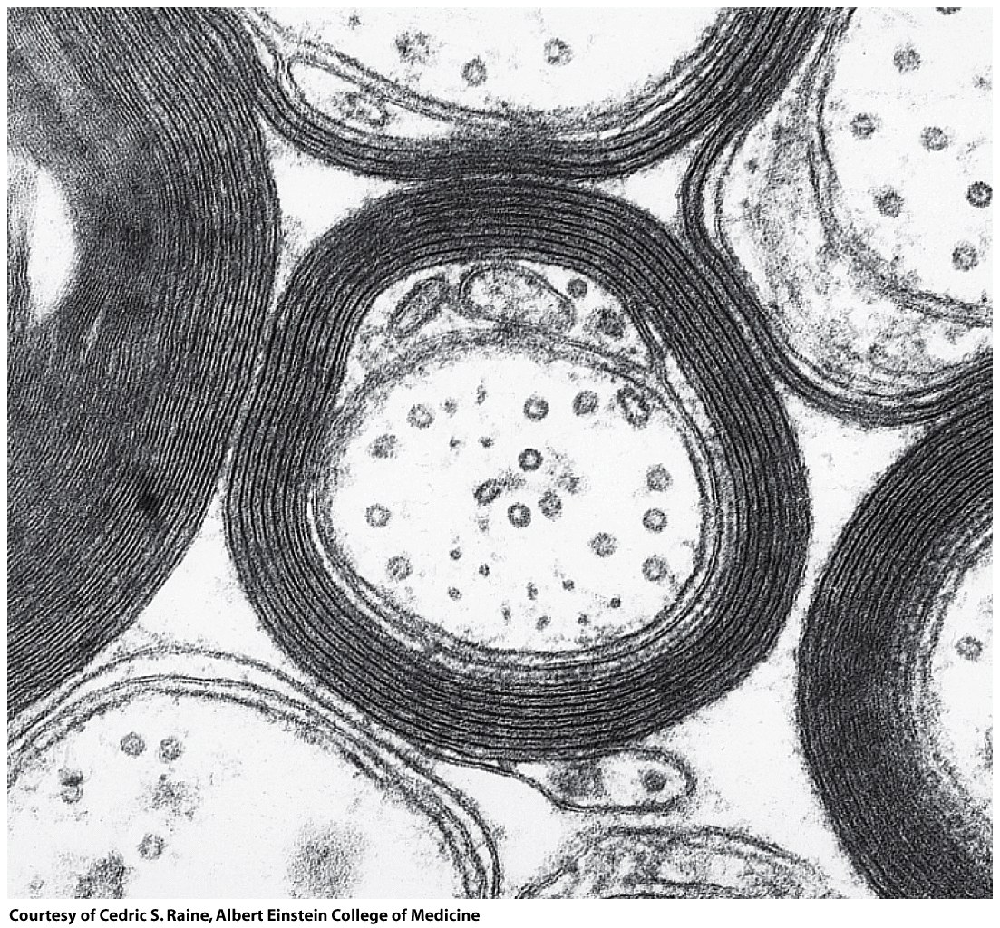 Courtesy of Cedric S. Raine, Albert Einstein College of Medicine